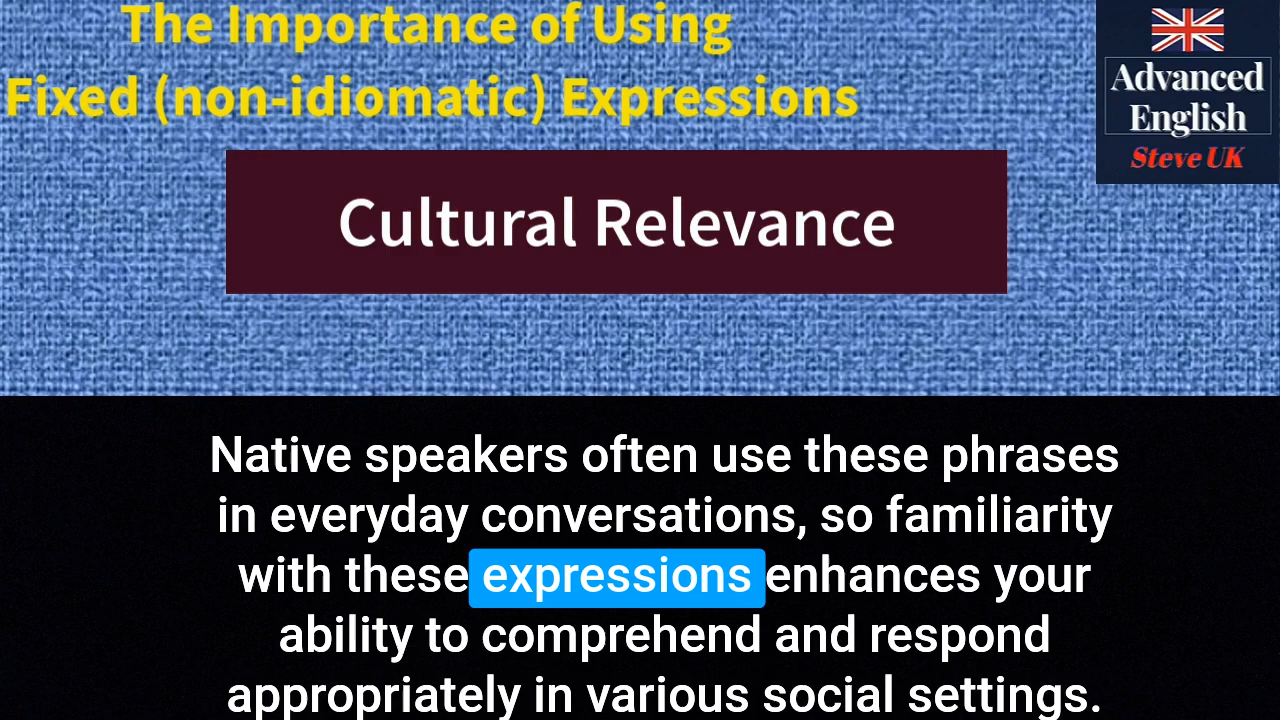 The Importance of Using
Fixed (non-idiomatic) Expressions
Advanced
English
Steve UK
Cultural Relevance
Native speakers often use these phrases
in everyday conversations, so familiarity
with these expressions enhances your
ability to comprehend and respond
appropriately in various social settings.